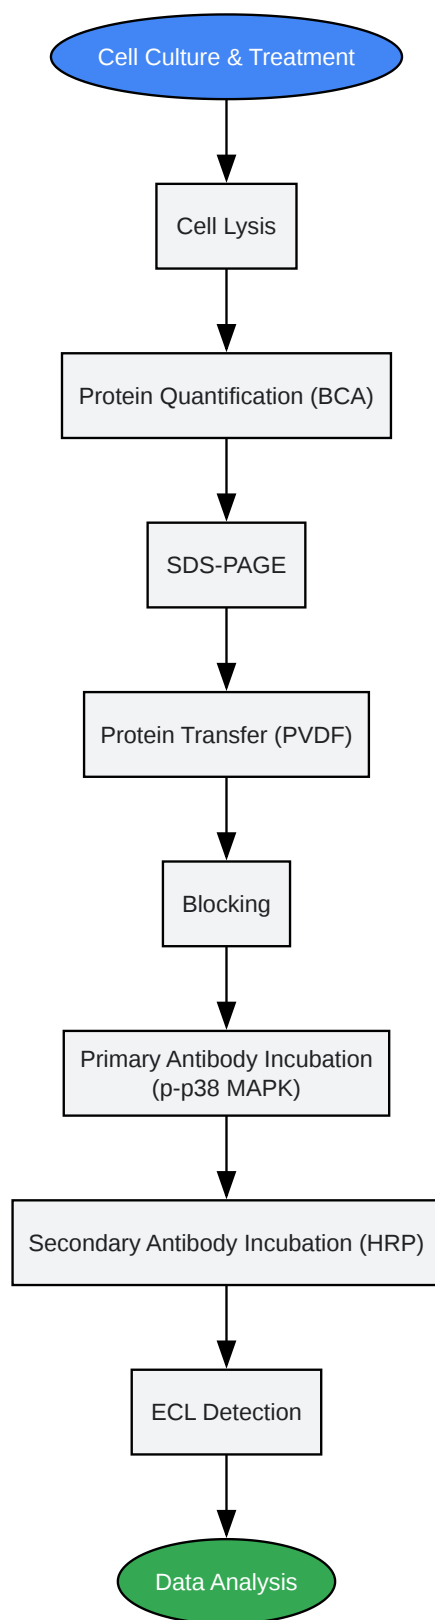 Cell Culture & Treatment
Cell Lysis
Protein Quantification (BCA)
SDS-PAGE
Protein Transfer (PVDF)
Blocking
Primary Antibody Incubation
(p-p38 MAPK)
Secondary Antibody Incubation (HRP)
ECL Detection
Data Analysis